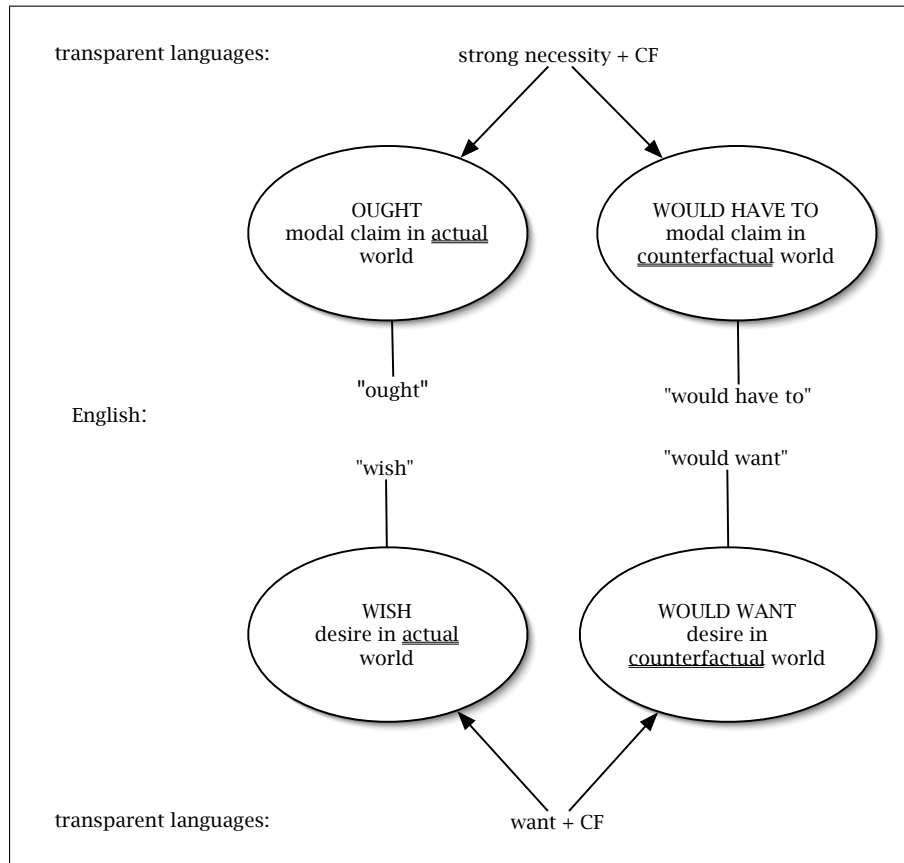 transparent languages: strong necessity + CF
OUGHT
modal claim in actual
world
WOULD HAVE TO
modal claim in
counterfactual world
"ought" "would have to"
English:
"wish" "would want"
WISH
desire in actual
world
WOULD WANT
desire in
counterfactual world
transparent languages: want + CF